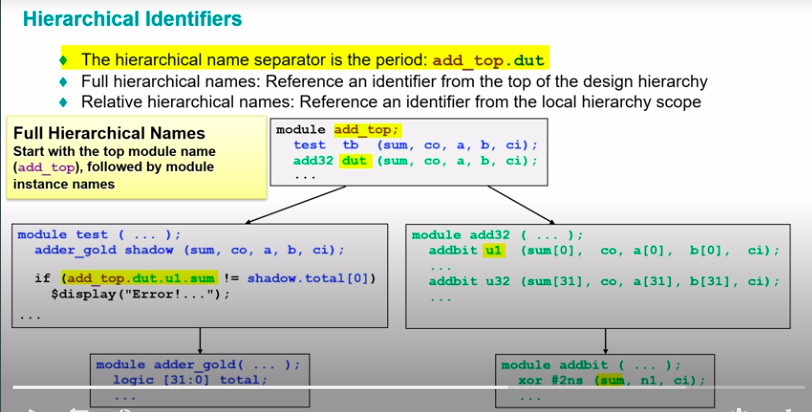 Hierarchical Identifiers
♦ The hierarchical name separator is the period: add_top.dut
♦ Full hierarchical names: Reference an identifier from the top of the design hierarchy
♦ Relative hierarchical names: Reference an identifier from the local hierarchy scope
Full Hierarchical Names
Start with the top module name
(add_top), followed by module
instance names
module add_top;
test tb (sum, co, a, b, ci);
add32 dut (sum, co, a, b, ci);
...
module test ( ... );
adder_gold shadow (sum, co, a, b, ci);
if (add_top.dut.u1.sum != shadow.total[0])
$display("Error!...");
...
module add32 ( ... );
addbit u1 (sum[0], co, a[0], b[0], ci);
...
addbit u32 (sum[31], co, a[31], b[31], ci);
...
module adder_gold( ... );
logic [31:0] total;
...
module addbit ( ... );
xor #2ns (sum, n1, ci);
...